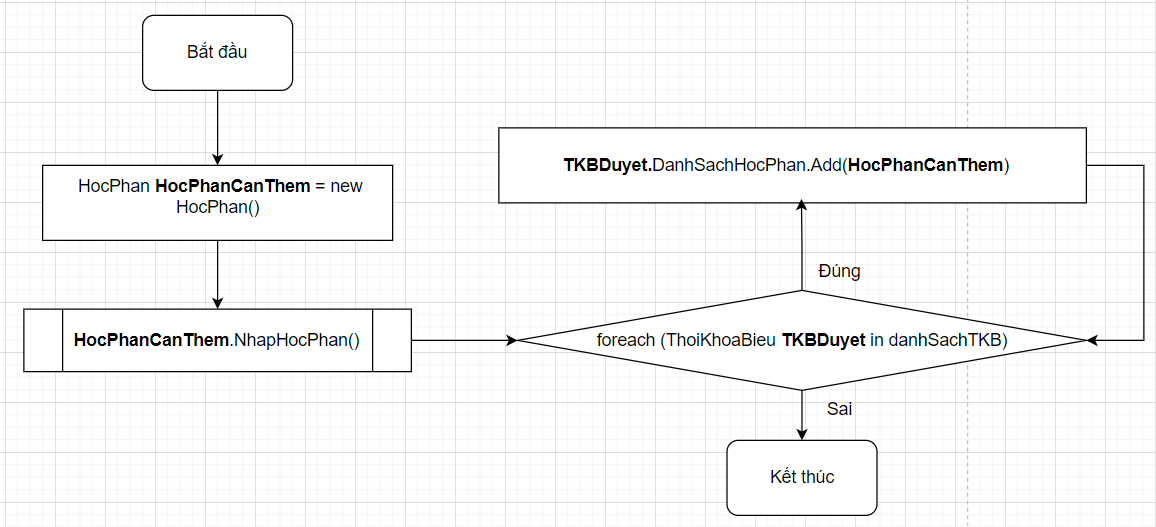 Bắt đầu
HocPhan HocPhanCanThem = new
HocPhan()
HocPhanCanThem.NhapHocPhan()
TKBDuyet.DanhSachHocPhan.Add(HocPhanCanThem)
Đúng
foreach (ThoiKhoaBieu TKBDuyet in danhSachTKB)
Sai
Kết thúc